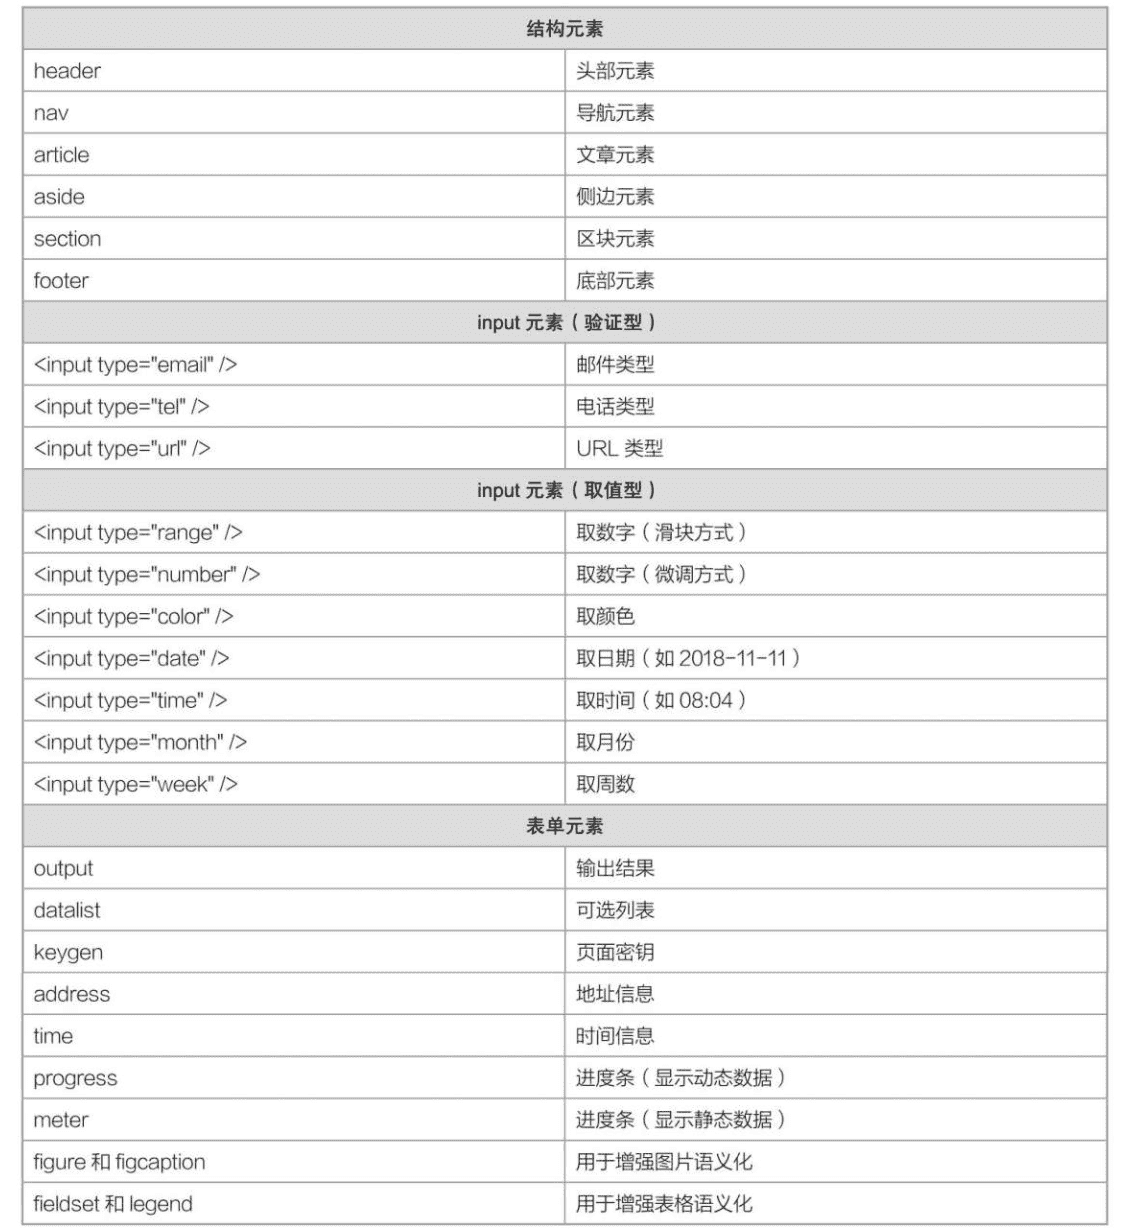 结构元素
header 头部元素
nav 导航元素
article 文章元素
aside 侧边元素
section 区块元素
footer 底部元素
input 元素（验证型）
<input type="email" /> 邮件类型
<input type="tel" /> 电话类型
<input type="url" /> URL 类型
input 元素（取值型）
<input type="range" /> 取数字（滑块方式）
<input type="number" /> 取数字（微调方式）
<input type="color" /> 取颜色
<input type="date" /> 取日期（如 2018-11-11）
<input type="time" /> 取时间（如 08:04）
<input type="month" /> 取月份
<input type="week" /> 取周数
表单元素
output 输出结果
datalist 可选列表
keygen 页面密钥
address 地址信息
time 时间信息
progress 进度条（显示动态数据）
meter 进度条（显示静态数据）
figure 和 figcaption 用于增强图片语义化
fieldset 和 legend 用于增强表格语义化